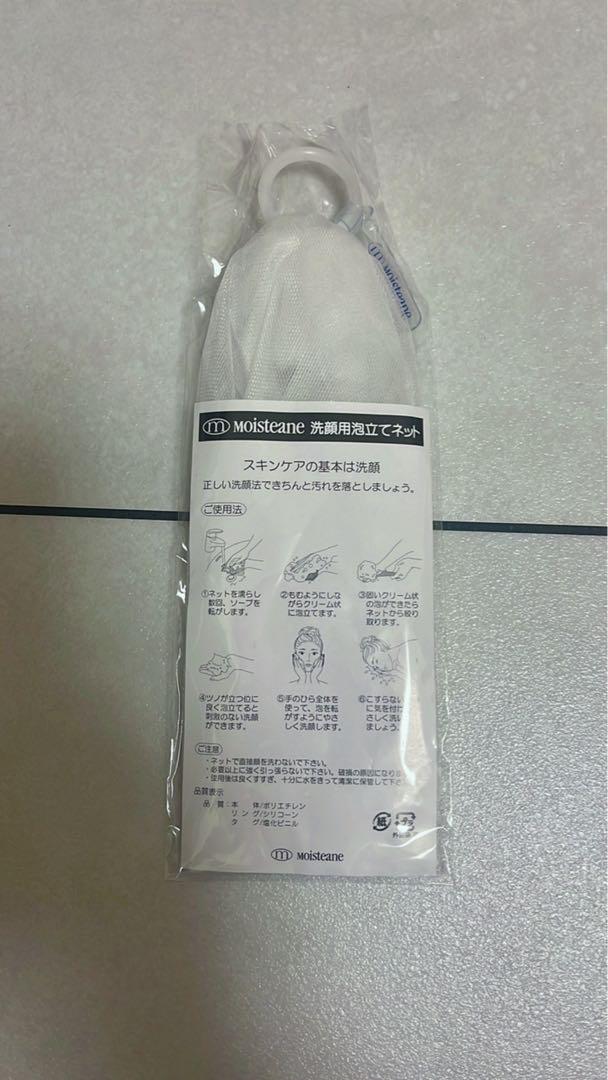 moisteane
m Moisteane 洗顔用泡立てネット
スキンケアの基本は洗顔
正しい洗顔法できちんと汚れを落としましょう。
ご使用法
①ネットを濡らし
数回、ソープを
転がします。
②もむようにしな
がらクリーム状
に泡立てます。
③固いクリーム状
の泡ができたら
ネットから絞り
取ります。
④ツノが立つ位に
良く泡立てると
刺激のない洗顔
ができます。
⑤手のひら全体を
使って、泡を転
がすようにやさ
しく洗顔します。
⑥こすらない
に気を付け
さしく洗い
ましょう。
ご注意
・ネットで直接顔を洗わないで下さい。
・必要以上に強く引っ張らないで下さい。破損の原因になりま
・使用後は良くすすぎ、十分に水をきって清潔に保管して下さ
品質表示
品 質：本 体/ポリエチレン
リ ン グ/シリコーン
タ グ/塩化ビニル
紙 プラ
m Moisteane